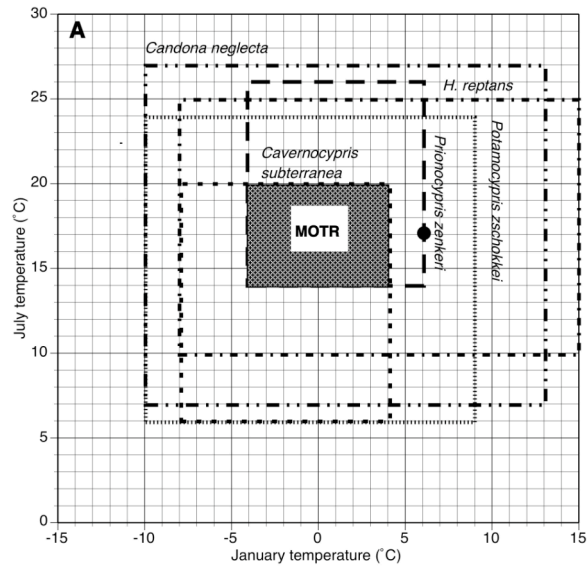 A
30
25
20
15
10
5
0
July temperature (˚C)
Candona neglecta
H. reptans
Cavernocypris
subterranea
MOTR
Prionocypris zenkeri
Potamocypris zschokkei
-15
-10
-5
0
5
10
15
January temperature (˚C)